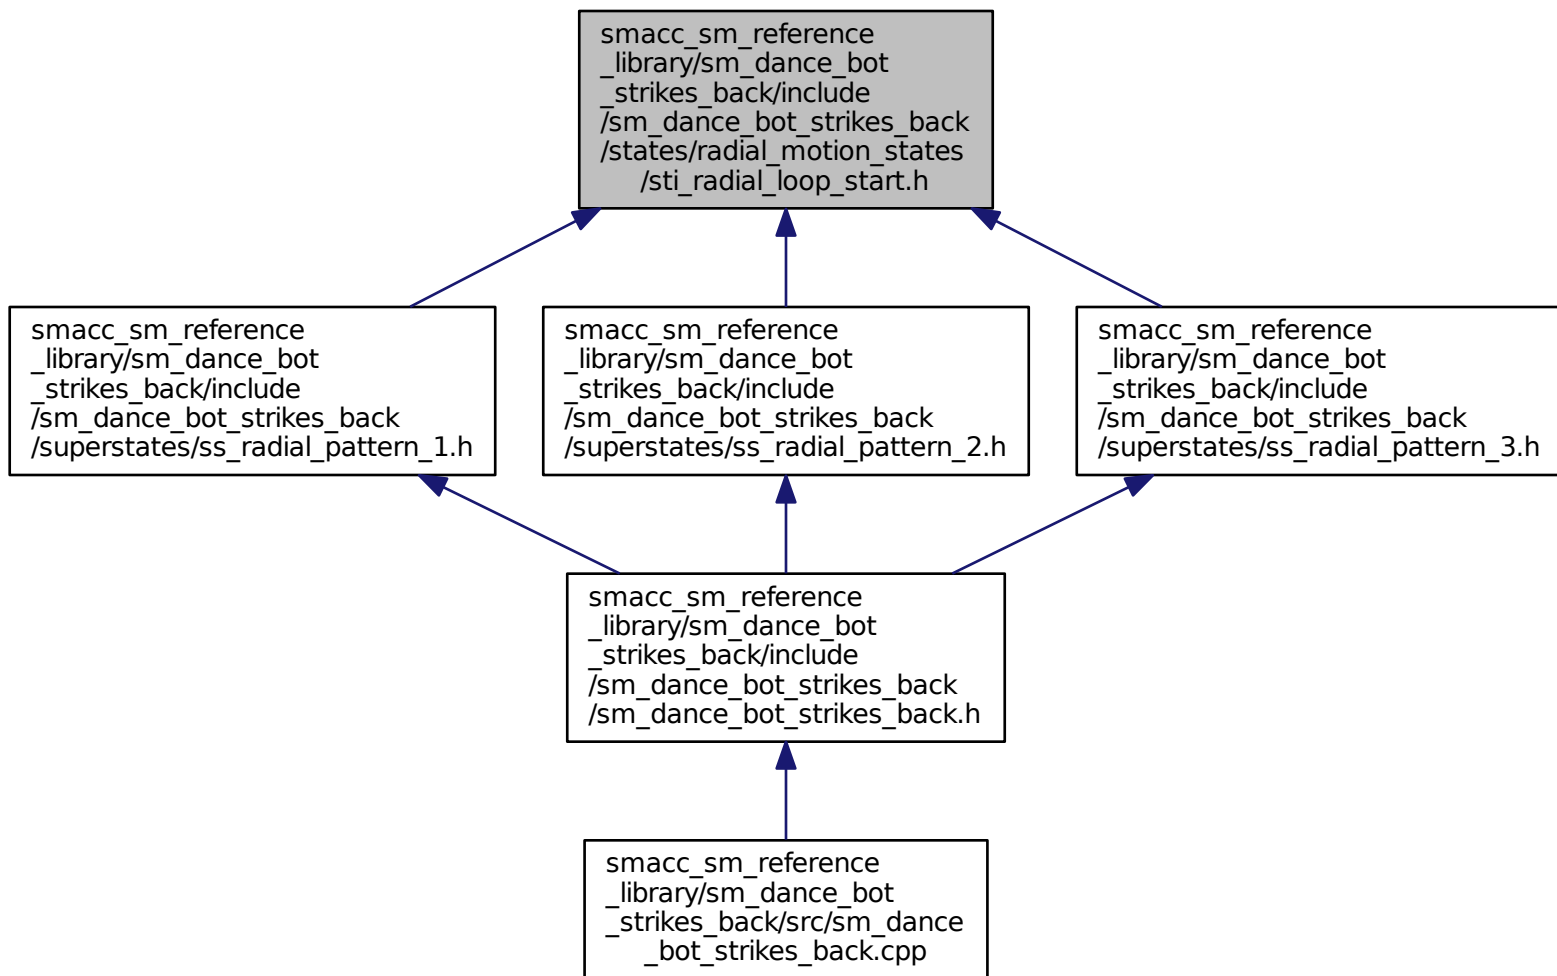 smacc_sm_reference
_library/sm_dance_bot
_strikes_back/include
/sm_dance_bot_strikes_back
/states/radial_motion_states
/sti_radial_loop_start.h
smacc_sm_reference
_library/sm_dance_bot
_strikes_back/include
/sm_dance_bot_strikes_back
/superstates/ss_radial_pattern_1.h
smacc_sm_reference
_library/sm_dance_bot
_strikes_back/include
/sm_dance_bot_strikes_back
/superstates/ss_radial_pattern_2.h
smacc_sm_reference
_library/sm_dance_bot
_strikes_back/include
/sm_dance_bot_strikes_back
/superstates/ss_radial_pattern_3.h
smacc_sm_reference
_library/sm_dance_bot
_strikes_back/include
/sm_dance_bot_strikes_back
/sm_dance_bot_strikes_back.h
smacc_sm_reference
_library/sm_dance_bot
_strikes_back/src/sm_dance
_bot_strikes_back.cpp